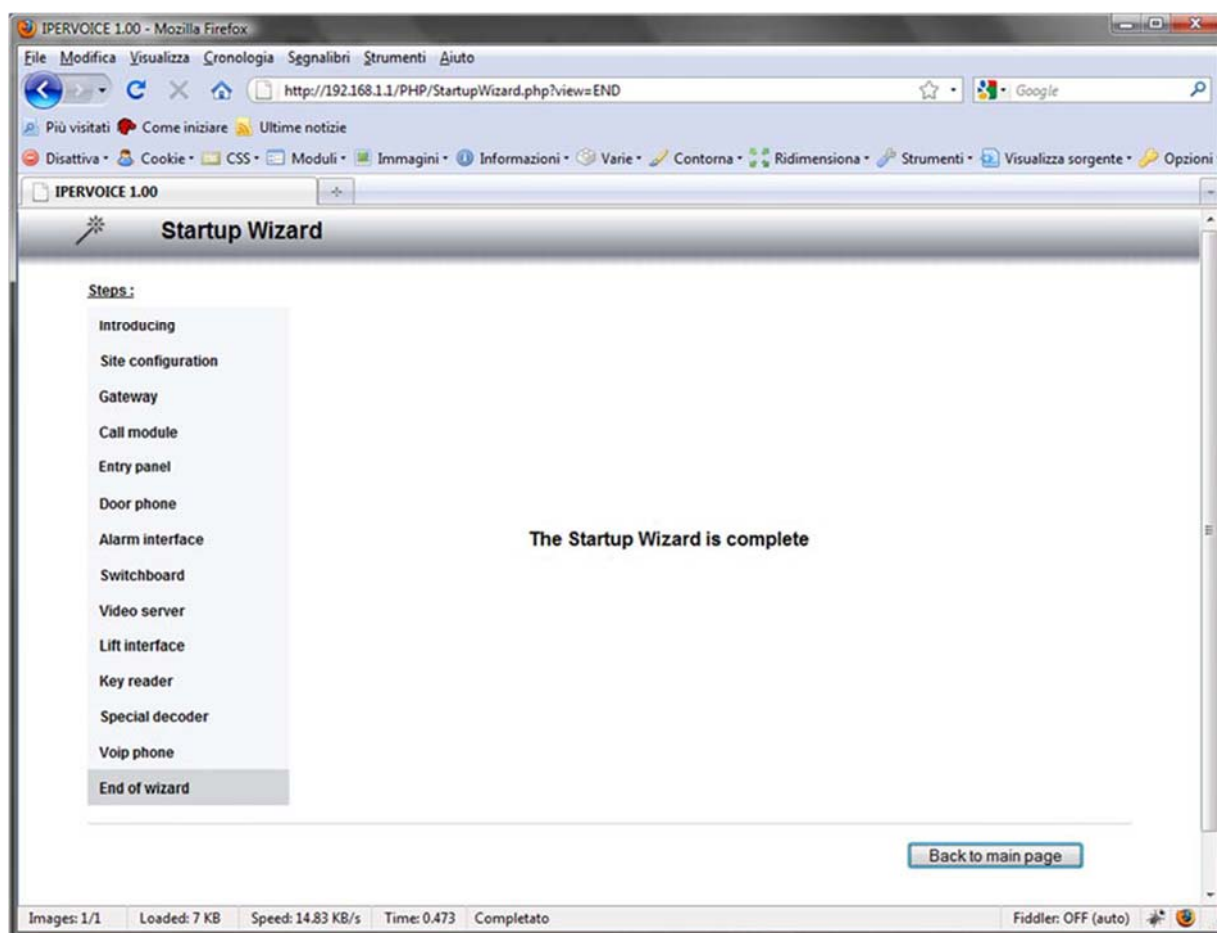 IPERVOICE 1.00 - Mozilla Firefox
File Modifica Visualizza Cronologia Segnalibri Strumenti Aiuto
http://192.168.1.1/PHP/StartupWizard.php?view=END Google
Più visitati Come iniziare Ultime notizie
Disattiva Cookie CSS Moduli Immagini Informazioni Varie Contorna Ridimensiona Strumenti Visualizza sorgente Opzioni
IPERVOICE 1.00
Startup Wizard
Steps :
Introducing
Site configuration
Gateway
Call module
Entry panel
Door phone
Alarm interface
Switchboard
Video server
Lift interface
Key reader
Special decoder
Voip phone
End of wizard
The Startup Wizard is complete
Back to main page
Images: 1/1 Loaded: 7 KB Speed: 14.83 KB/s Time: 0.473 Completato Fiddler: OFF (auto)